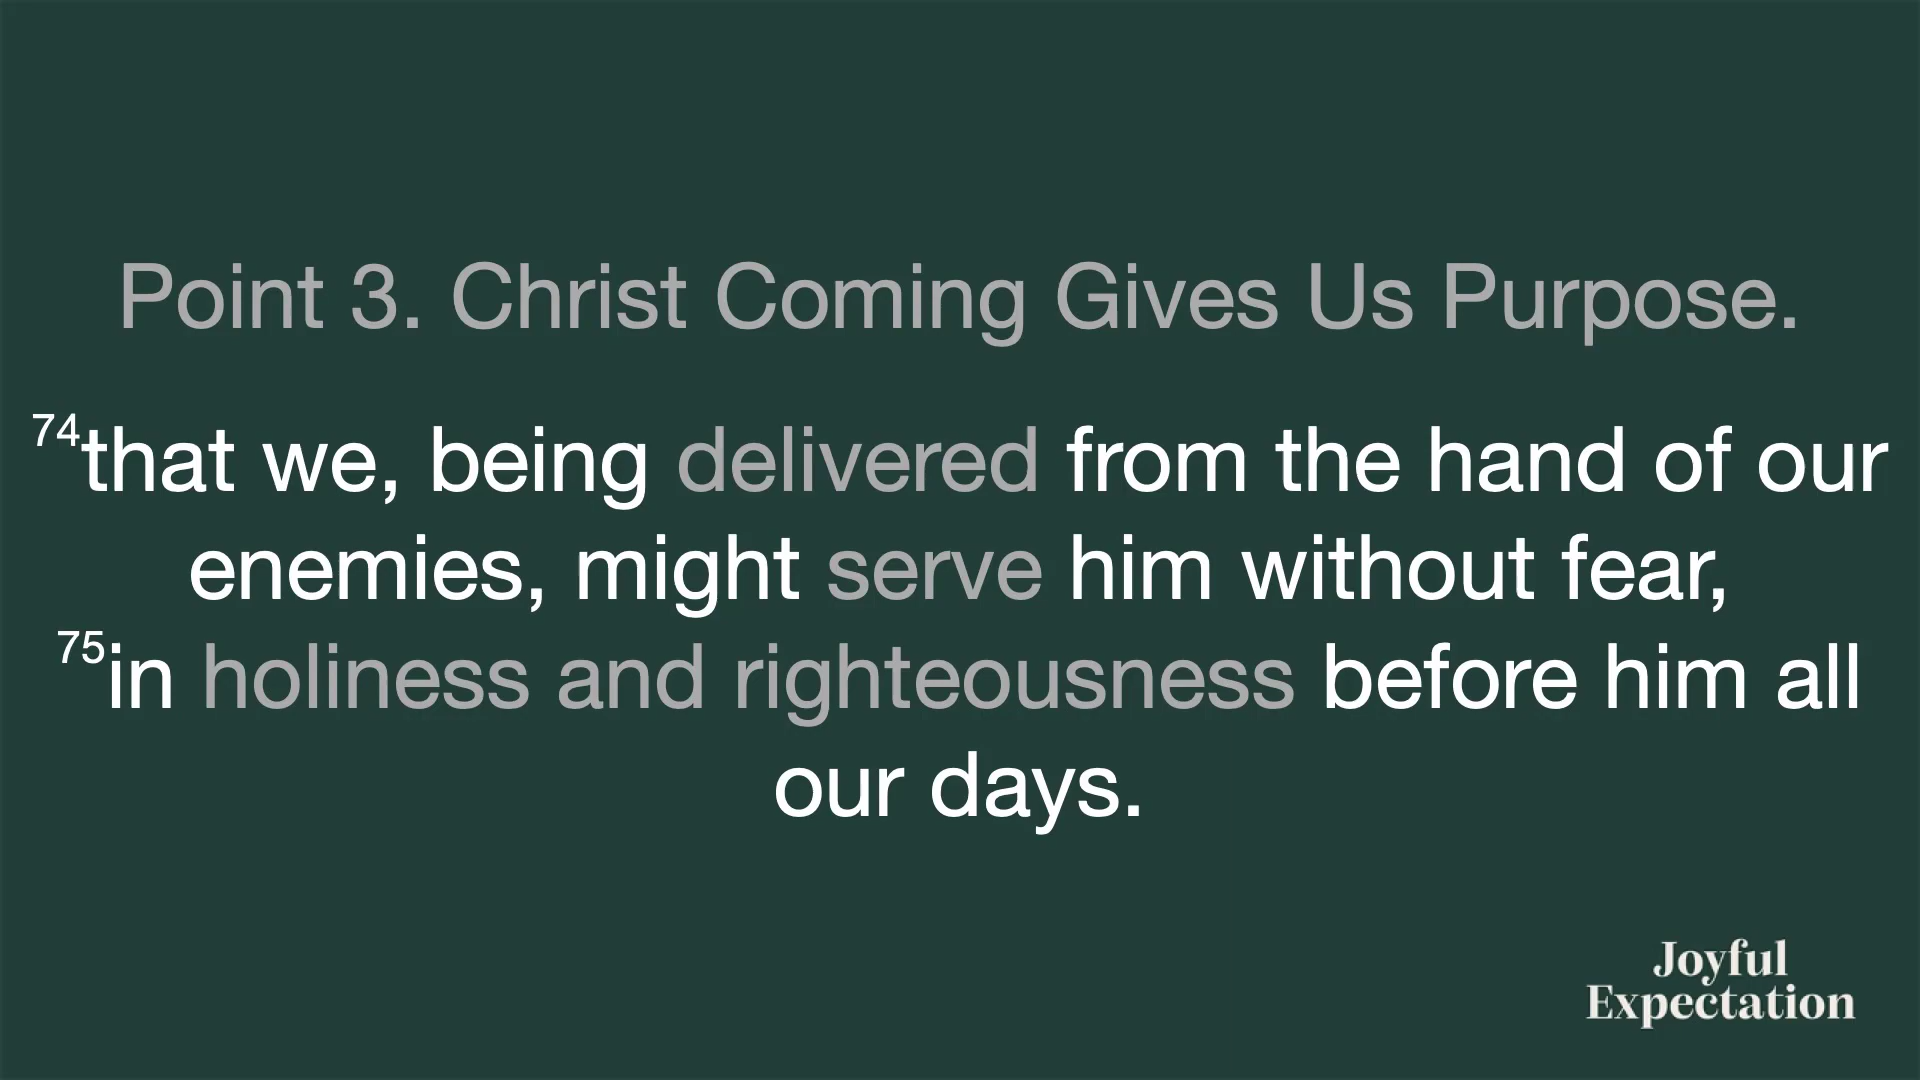 Point 3. Christ Coming Gives Us Purpose.
74that we, being delivered from the hand of our
enemies, might serve him without fear,
75in holiness and righteousness before him all
our days.
Joyful
Expectation